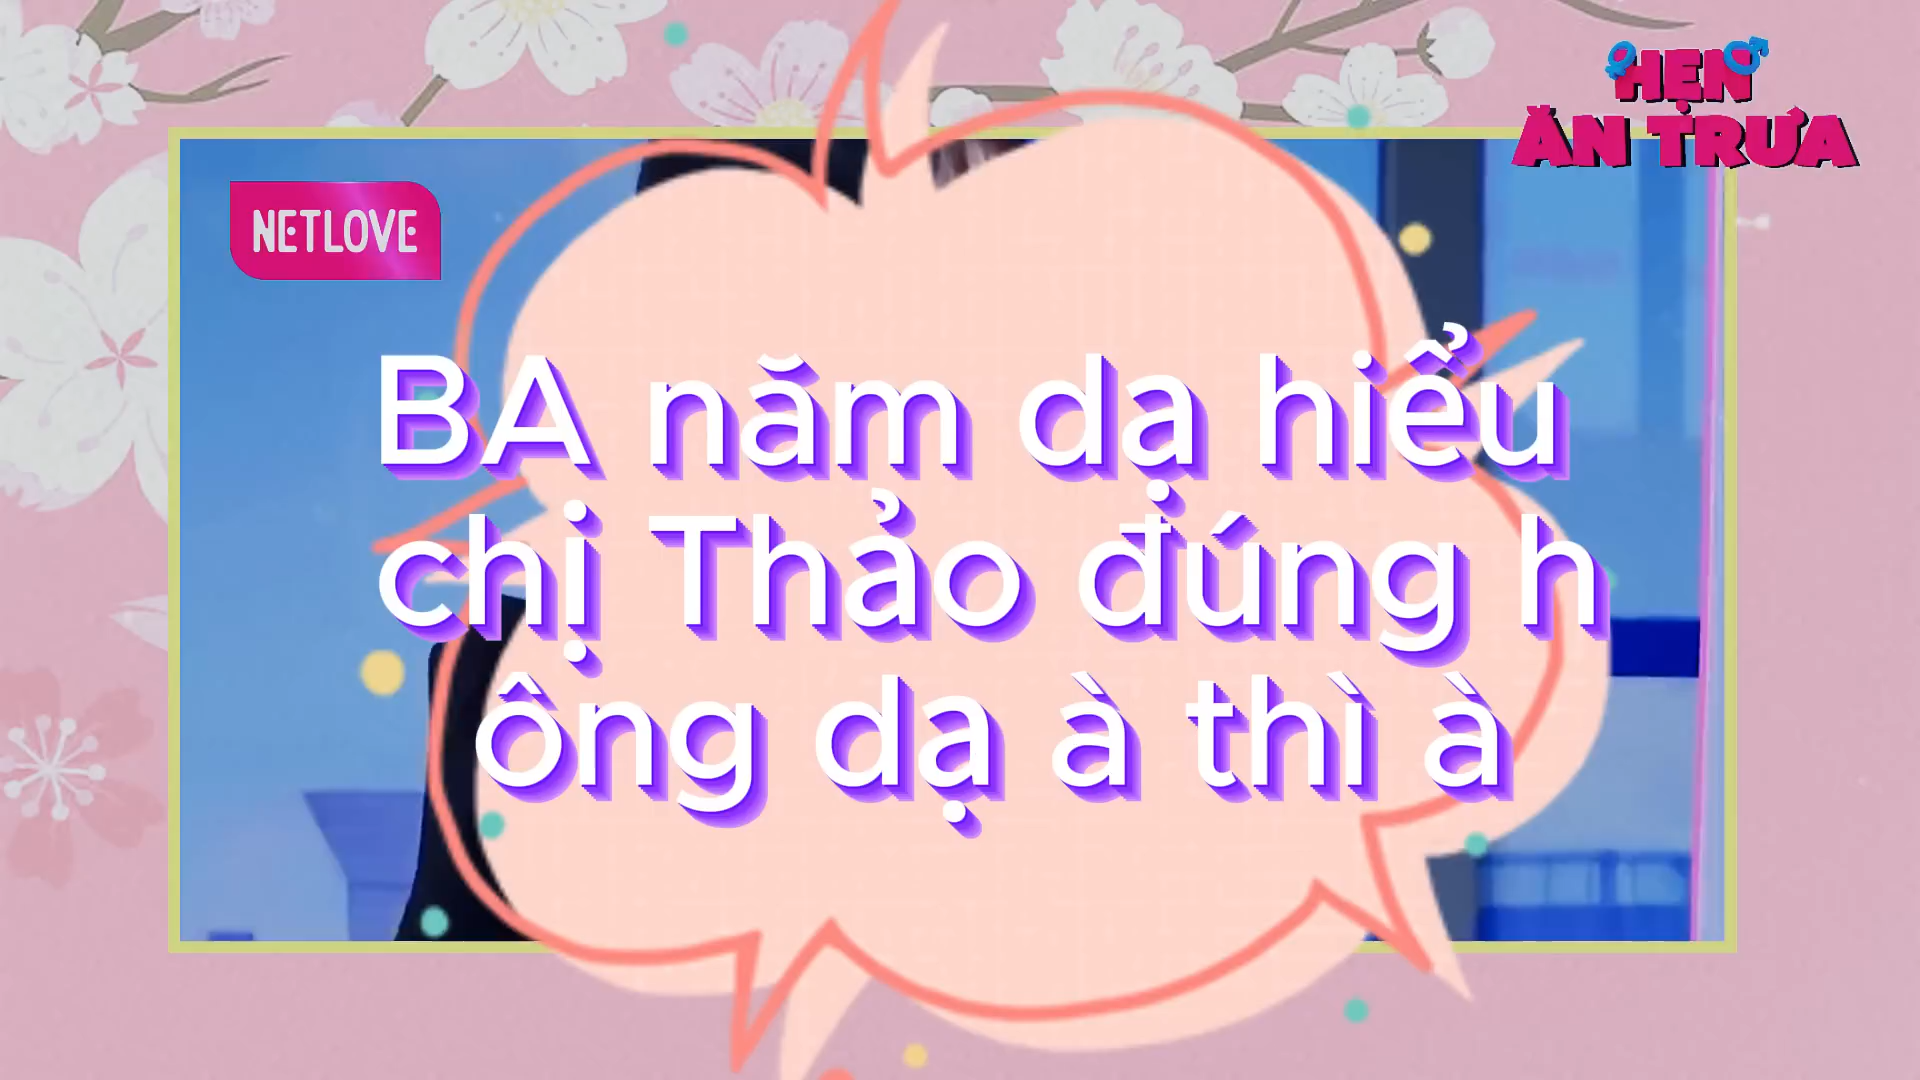 HẸN
ĂN TRƯA
NETLOVE
BA năm dạ hiểu
chị Thảo đúng h
ông dạ à thì à